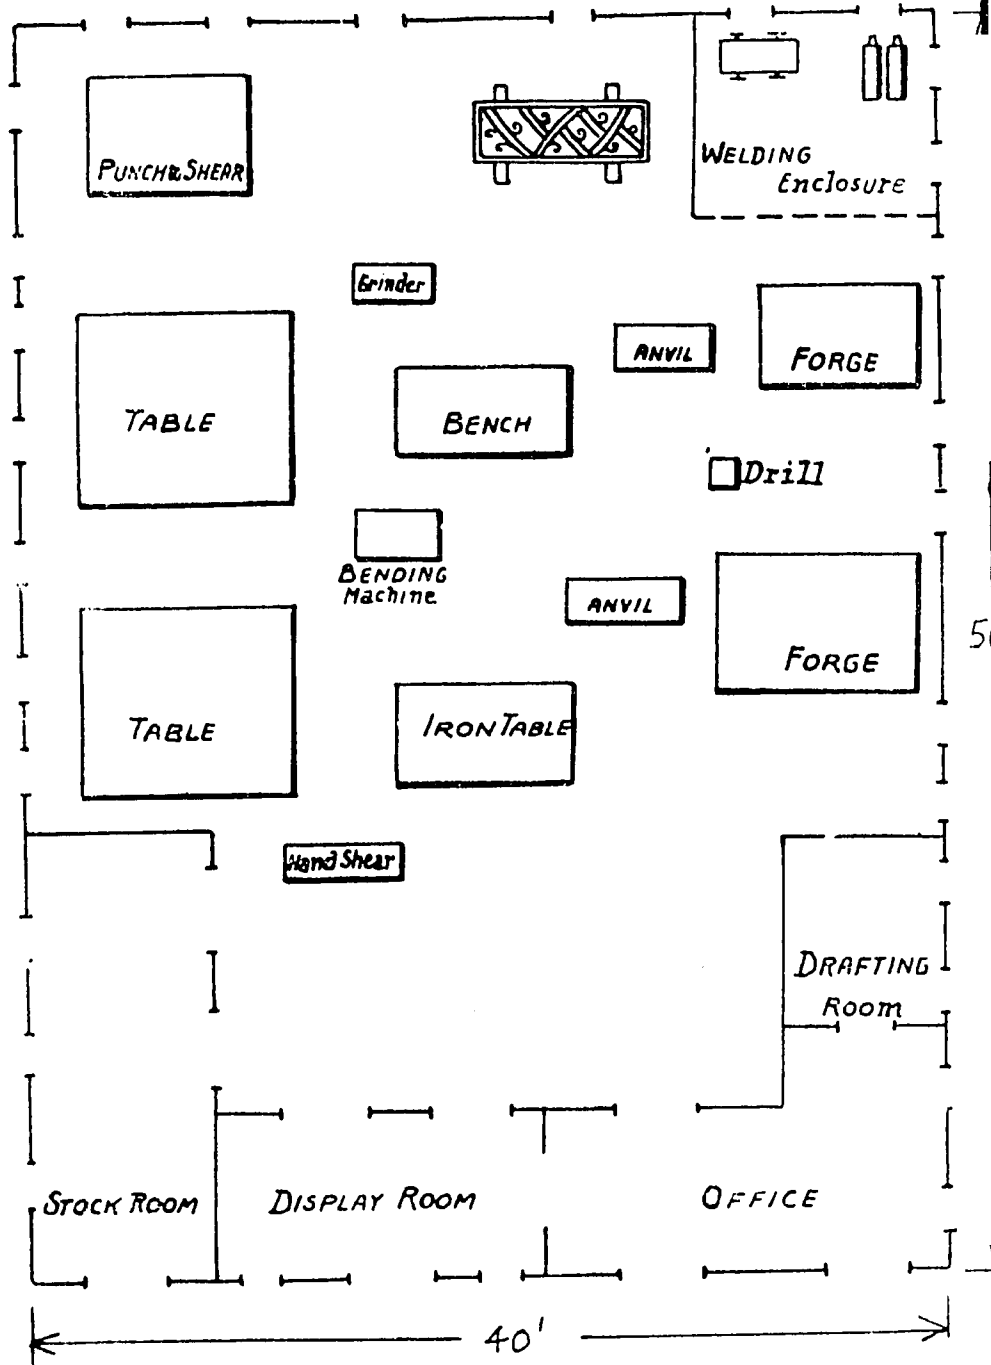 PUNCH & SHEAR
WELDING
Enclosure
Grinder
ANVIL
FORGE
TABLE
BENCH
Drill
BENDING
Machine
ANVIL
FORGE
TABLE
IRON TABLE
Hand Shear
DRAFTING
Room
STOCK ROOM
DISPLAY ROOM
OFFICE
40'